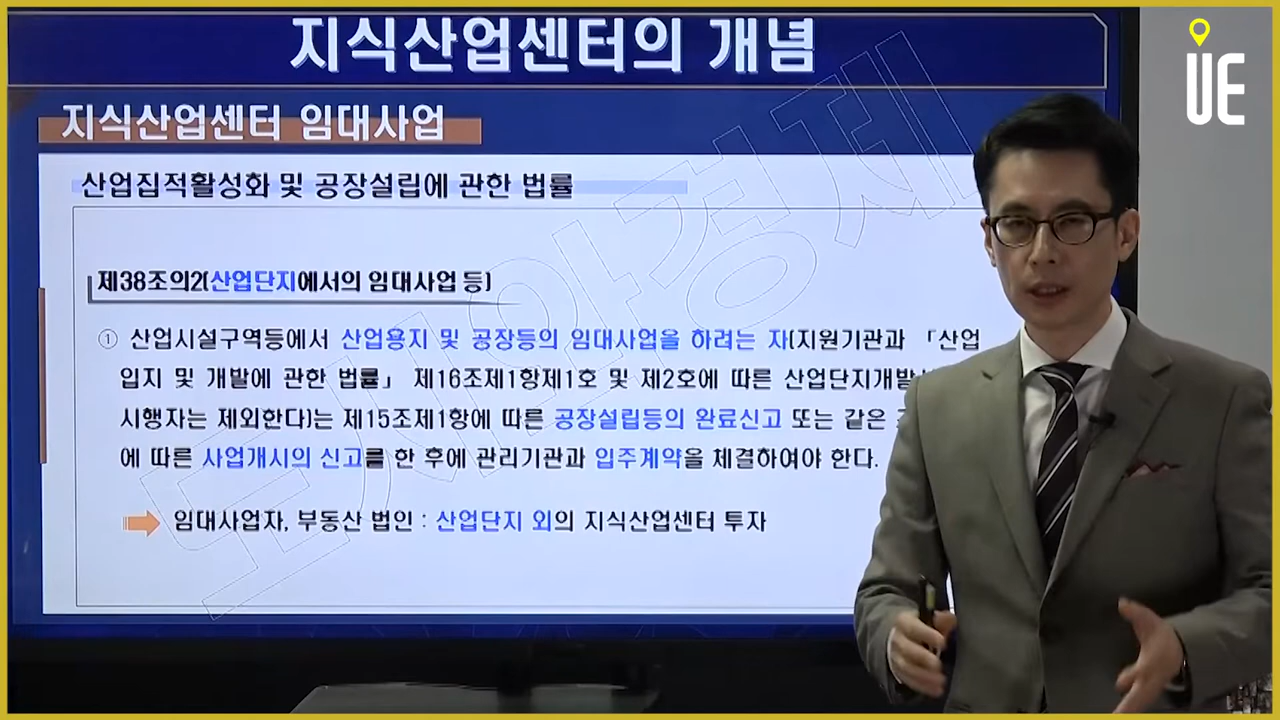 지식산업센터의 개념
UE
지식산업센터 임대사업
산업집적활성화 및 공장설립에 관한 법률
제38조의2(산업단지에서의 임대사업 등)
① 산업시설구역등에서 산업용지 및 공장등의 임대사업을 하려는 자(지원기관과 「산업
입지 및 개발에 관한 법률」 제16조제1항제1호 및 제2호에 따른 산업단지개발
시행자는 제외한다)는 제15조제1항에 따른 공장설립등의 완료신고 또는 같은
에 따른 사업개시의 신고를 한 후에 관리기관과 입주계약을 체결하여야 한다.
임대사업자, 부동산 법인 : 산업단지 외의 지식산업센터 투자
도시와경제